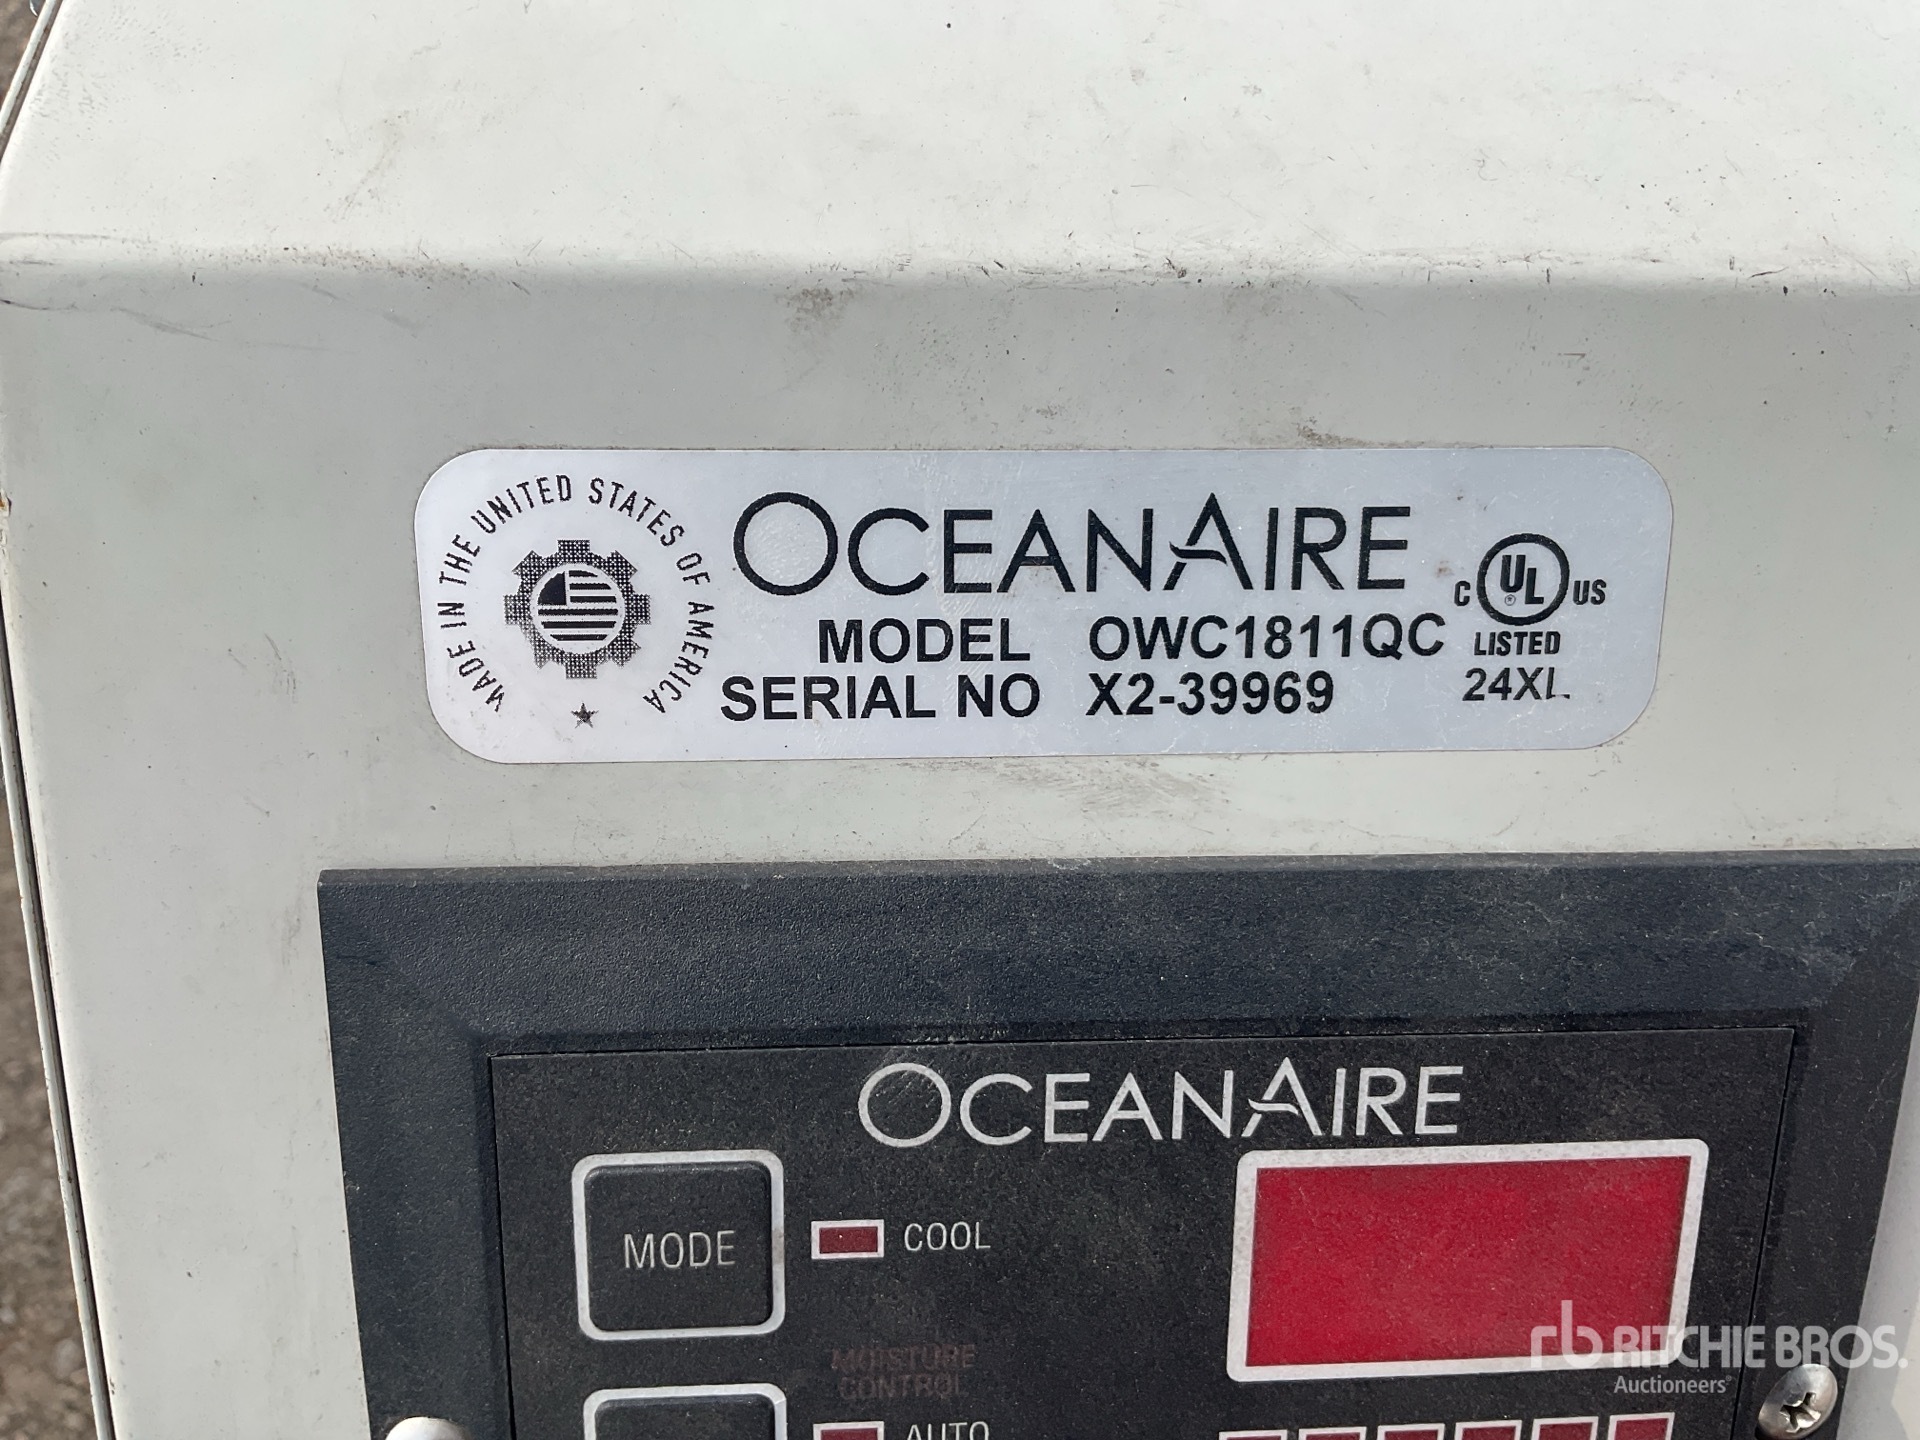 MADE IN THE UNITED STATES OF AMERICA
OCEANAIRE
MODEL OWC1811QC
SERIAL NO X2-39969
C UL ® US
LISTED
24XL
OCEANAIRE
MODE
COOL
MOISTURE
CONTROL
AUTO
rb RITCHIE BROS.
Auctioneers